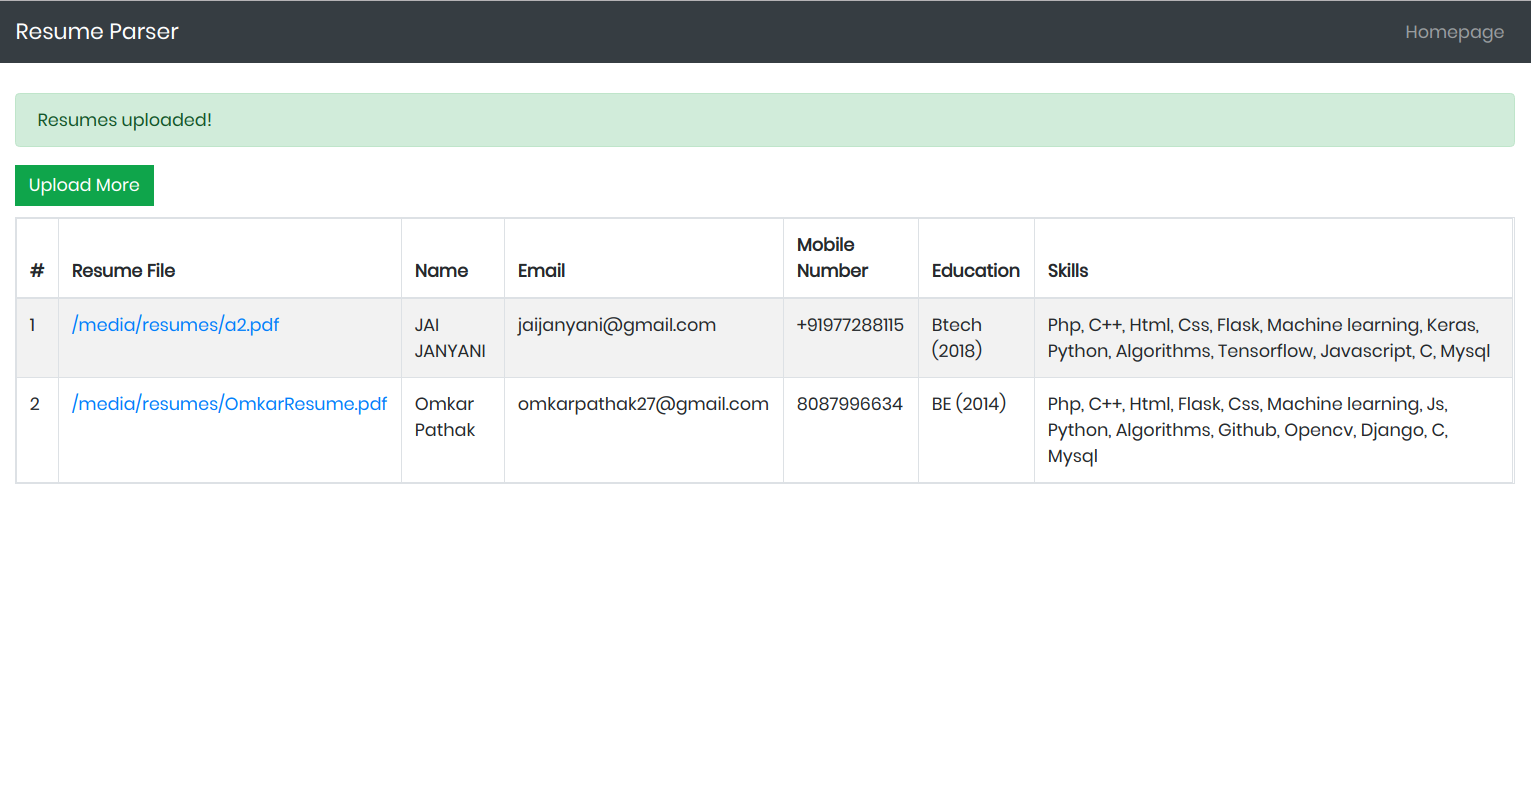 Resume Parser
Homepage
Resumes uploaded!
Upload More
# Resume File Name Email Mobile Number Education Skills
1 /media/resumes/a2.pdf JAI JANYANI jaijanyani@gmail.com +91977288115 Btech (2018) Php, C++, Html, Css, Flask, Machine learning, Keras,
Python, Algorithms, Tensorflow, Javascript, C, Mysql
2 /media/resumes/OmkarResume.pdf Omkar Pathak omkarpathak27@gmail.com 8087996634 BE (2014) Php, C++, Html, Flask, Css, Machine learning, Js,
Python, Algorithms, Github, Opencv, Django, C,
Mysql